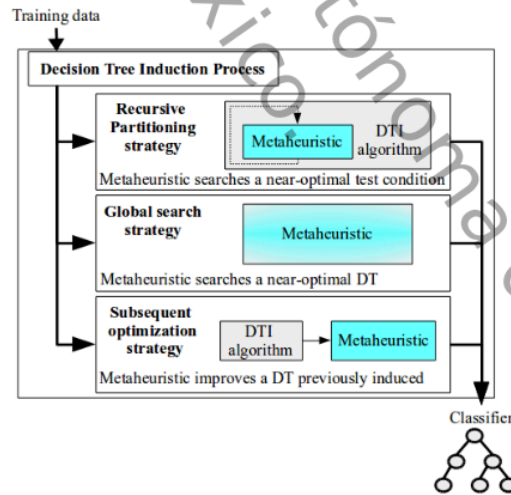 Training data
Decision Tree Induction Process
Recursive
Partitioning
strategy
Metaheuristic
DTI
algorithm
Metaheuristic searches a near-optimal test condition
Global search
strategy
Metaheuristic
Metaheuristic searches a near-optimal DT
Subsequent
optimization
strategy
DTI
algorithm
Metaheuristic
Metaheuristic improves a DT previously induced
Classifier
xico.
tónoma